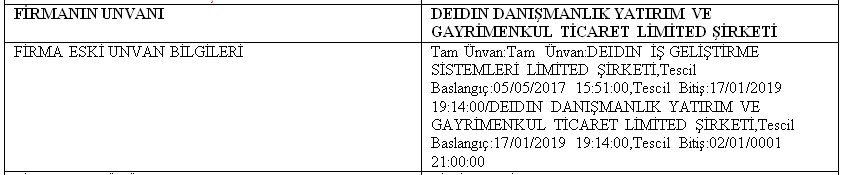 FİRMANIN UNVANI
DEIDIN DANIŞMANLIK YATIRIM VE
GAYRİMENKUL TİCARET LİMİTED ŞİRKETİ
FİRMA ESKİ UNVAN BİLGİLERİ
Tam Ünvan:Tam Ünvan:DEIDIN İŞ GELİŞTİRME
SİSTEMLERİ LİMİTED ŞİRKETİ,Tescil
Baslangıç:05/05/2017 15:51:00,Tescil Bitiş:17/01/2019
19:14:00/DEIDIN DANIŞMANLIK YATIRIM VE
GAYRİMENKUL TİCARET LİMİTED ŞİRKETİ,Tescil
Baslangıç:17/01/2019 19:14:00,Tescil Bitiş:02/01/0001
21:00:00